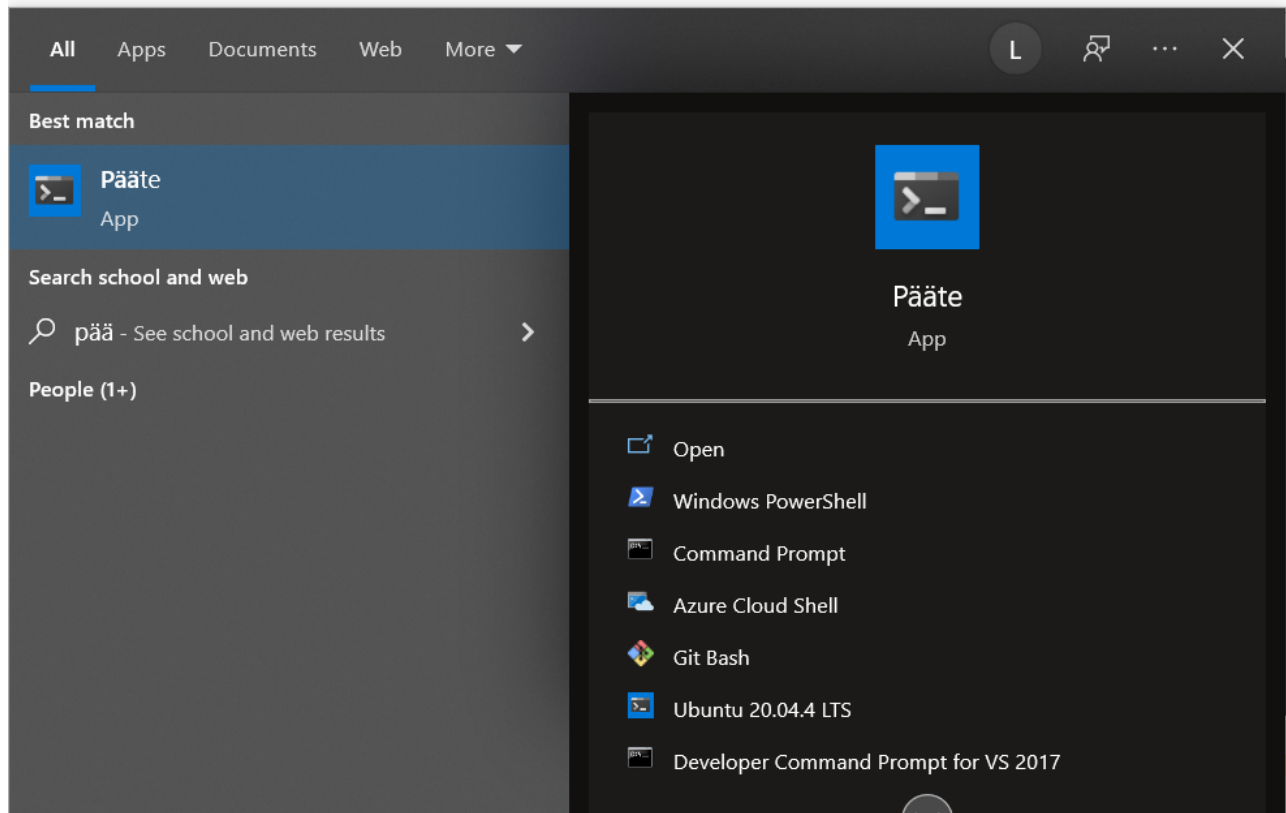 All Apps Documents Web More L
Best match
Pääte
App
Search school and web
pää - See school and web results
People (1+)
Pääte
App
Open
Windows PowerShell
Command Prompt
Azure Cloud Shell
Git Bash
Ubuntu 20.04.4 LTS
Developer Command Prompt for VS 2017